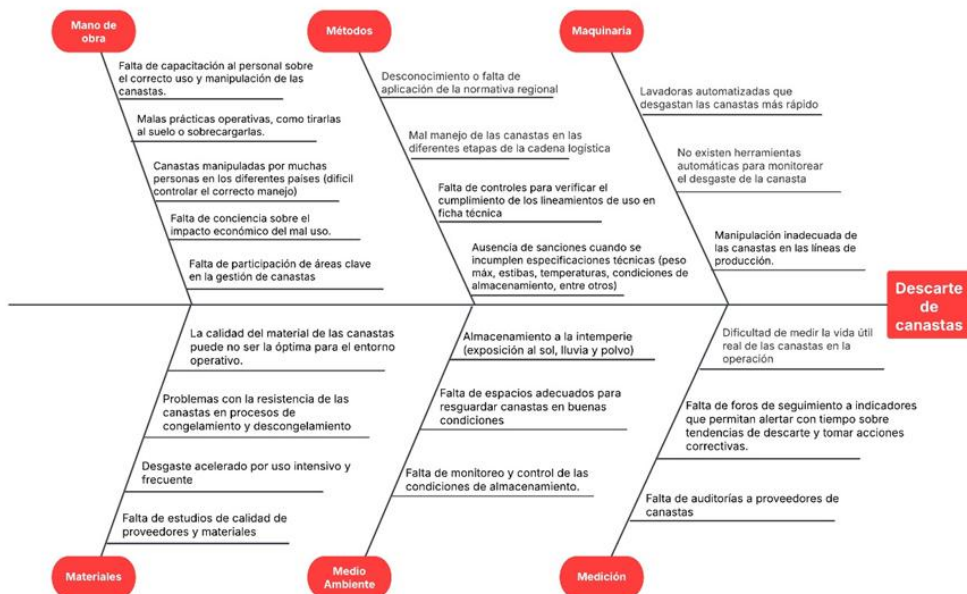 Mano de
obra
Falta de capacitación al personal sobre
el correcto uso y manipulación de las
canastas.
Malas prácticas operativas, como tirarlas
al suelo o sobrecargarlas.
Canastas manipuladas por muchas
personas en los diferentes países (difícil
controlar el correcto manejo)
Falta de conciencia sobre el
impacto económico del mal uso.
Falta de participación de áreas clave
en la gestión de canastas
Métodos
Desconocimiento o falta de
aplicación de la normativa regional
Mal manejo de las canastas en las
diferentes etapas de la cadena logística
Falta de controles para verificar el
cumplimiento de los lineamientos de uso en
ficha técnica
Ausencia de sanciones cuando se
incumplen especificaciones técnicas (peso
máx, estibas, temperaturas, condiciones de
almacenamiento, entre otros)
Maquinaria
Lavadoras automatizadas que
desgastan las canastas más rápido
No existen herramientas
automáticas para monitorear
el desgaste de la canasta
Manipulación inadecuada de
las canastas en las líneas de
producción.
Descarte
de
canastas
La calidad del material de las canastas
puede no ser la óptima para el entorno
operativo.
Problemas con la resistencia de las
canastas en procesos de
congelamiento y descongelamiento
Desgaste acelerado por uso intensivo y
frecuente
Falta de estudios de calidad de
proveedores y materiales
Materiales
Almacenamiento a la intemperie
(exposición al sol, lluvia y polvo)
Falta de espacios adecuados para
resguardar canastas en buenas
condiciones
Falta de monitoreo y control de las
condiciones de almacenamiento.
Medio
Ambiente
Dificultad de medir la vida útil
real de las canastas en la
operación
Falta de foros de seguimiento a indicadores
que permitan alertar con tiempo sobre
tendencias de descarte y tomar acciones
correctivas.
Falta de auditorías a proveedores de
canastas
Medición